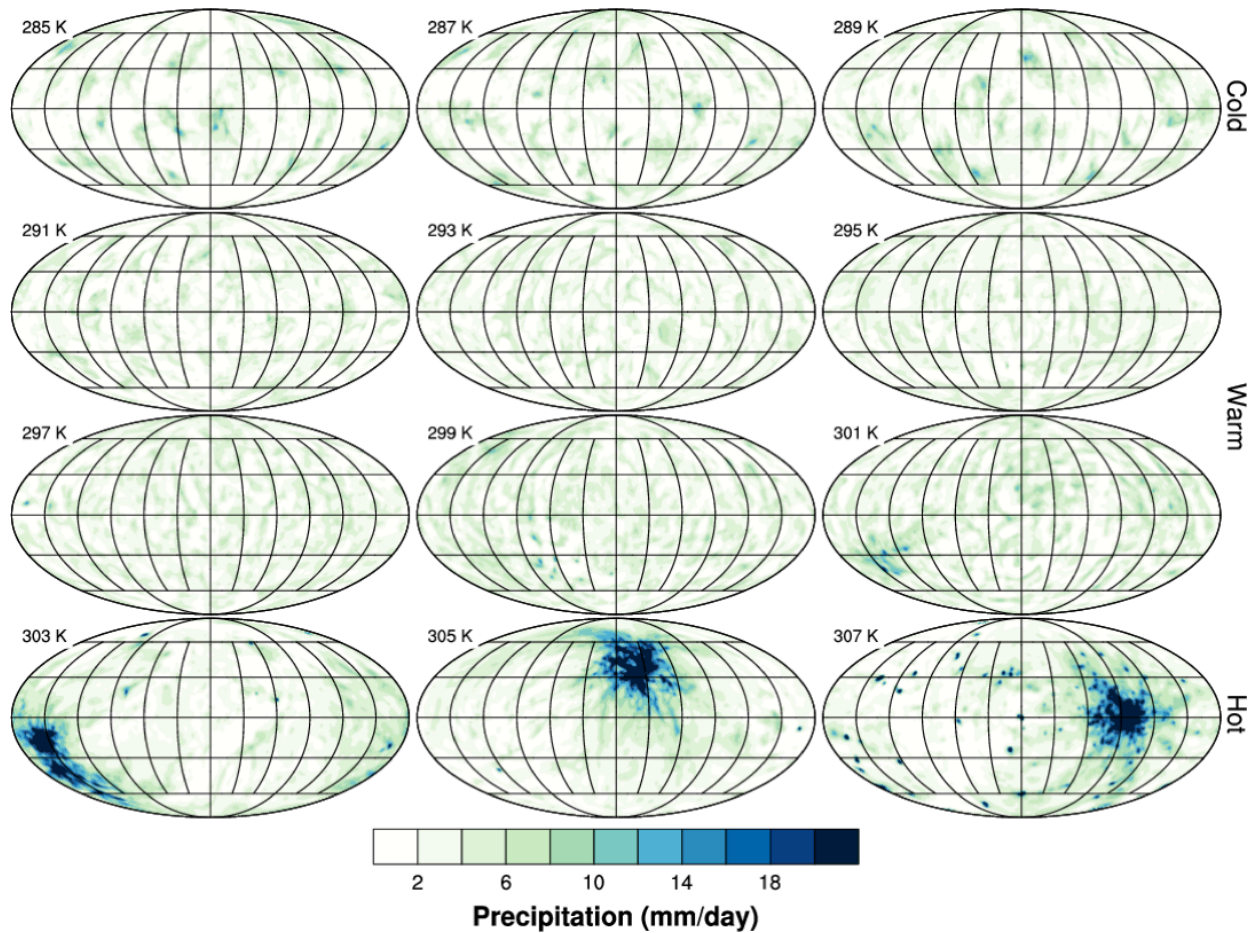 285 K
287 K
289 K
Cold
291 K
293 K
295 K
Warm
297 K
299 K
301 K
303 K
305 K
307 K
Hot
2 6 10 14 18
Precipitation (mm/day)